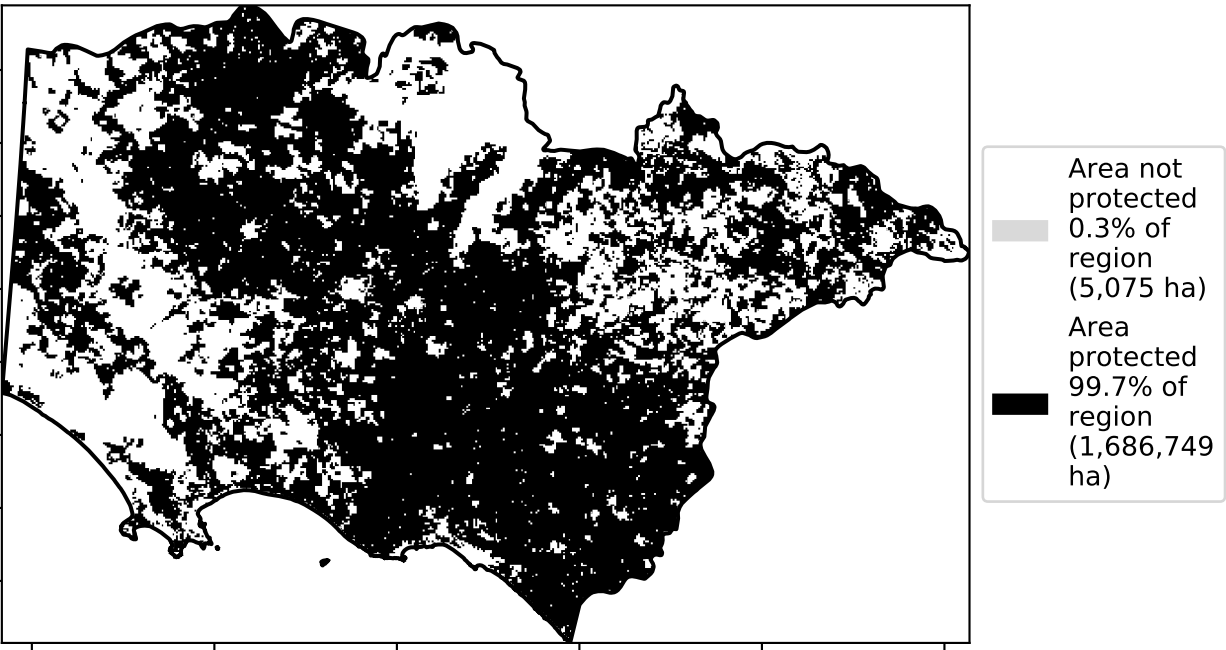 Area not
protected
0.3% of
region
(5,075 ha)
Area
protected
99.7% of
region
(1,686,749
ha)